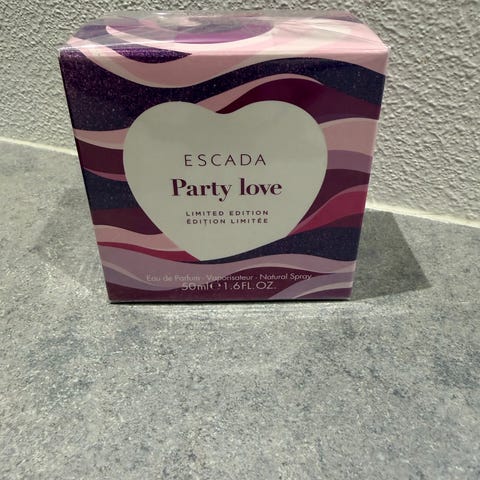 ESCADA
Party love
LIMITED EDITION
ÉDITION LIMITÉE
Eau de Parfum · Vaporisateur · Natural Spray
50ml ℮ 1.6FL.OZ.